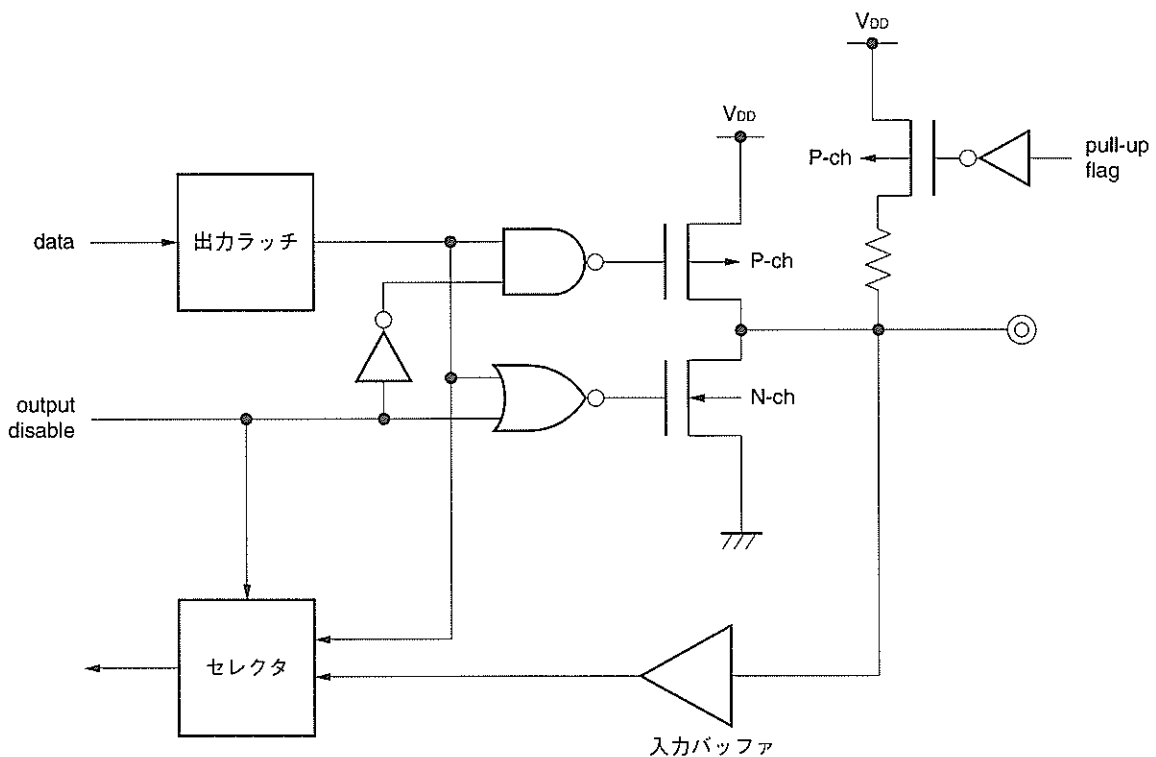 VDD
VDD
P-ch
pull-up
flag
data
出力ラッチ
P-ch
output
disable
N-ch
セレクタ
入力バッファ